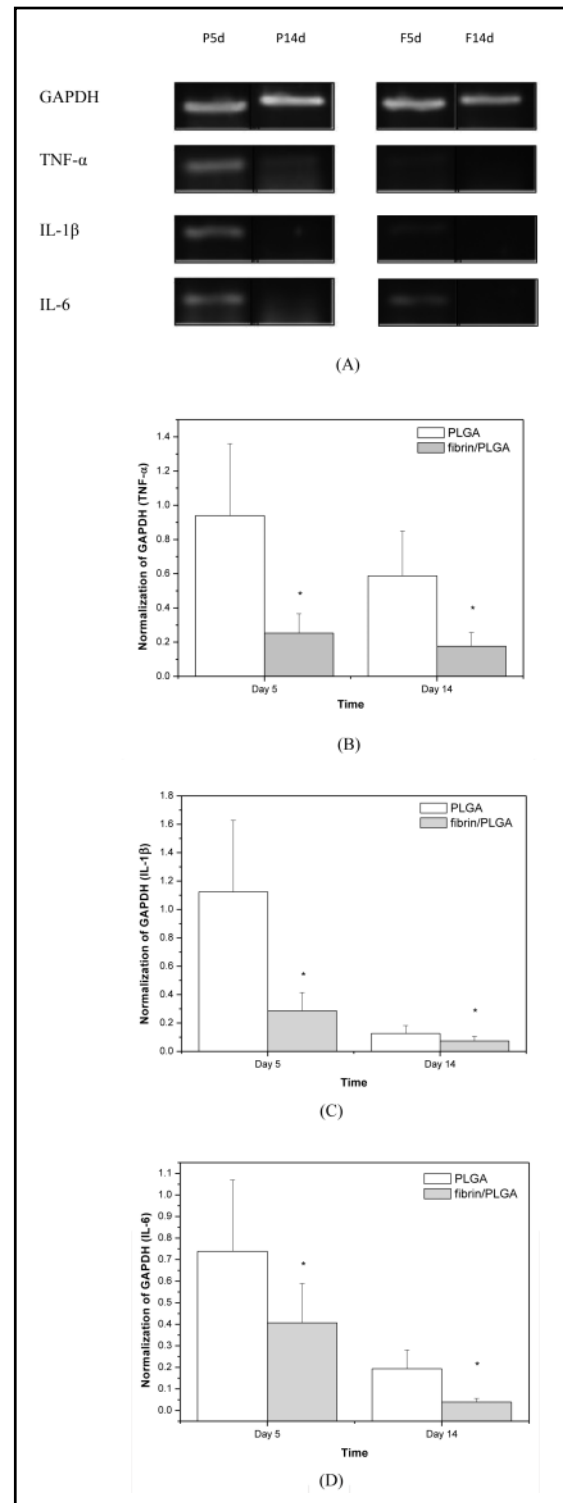 P5d P14d F5d F14d
GAPDH
TNF-α
IL-1β
IL-6
(A)
Normalization of GAPDH (TNF-α)
1.4
1.2
1.0
0.8
0.6
0.4
0.2
0.0
PLGA
fibrin/PLGA
* *
Day 5 Day 14
Time
(B)
Normalization of GAPDH (IL-1β)
1.8
1.6
1.4
1.2
1.0
0.8
0.6
0.4
0.2
0.0
PLGA
fibrin/PLGA
* *
Day 5 Day 14
Time
(C)
Normalization of GAPDH (IL-6)
1.1
1.0
0.9
0.8
0.7
0.6
0.5
0.4
0.3
0.2
0.1
0.0
PLGA
fibrin/PLGA
* *
Day 5 Day 14
Time
(D)